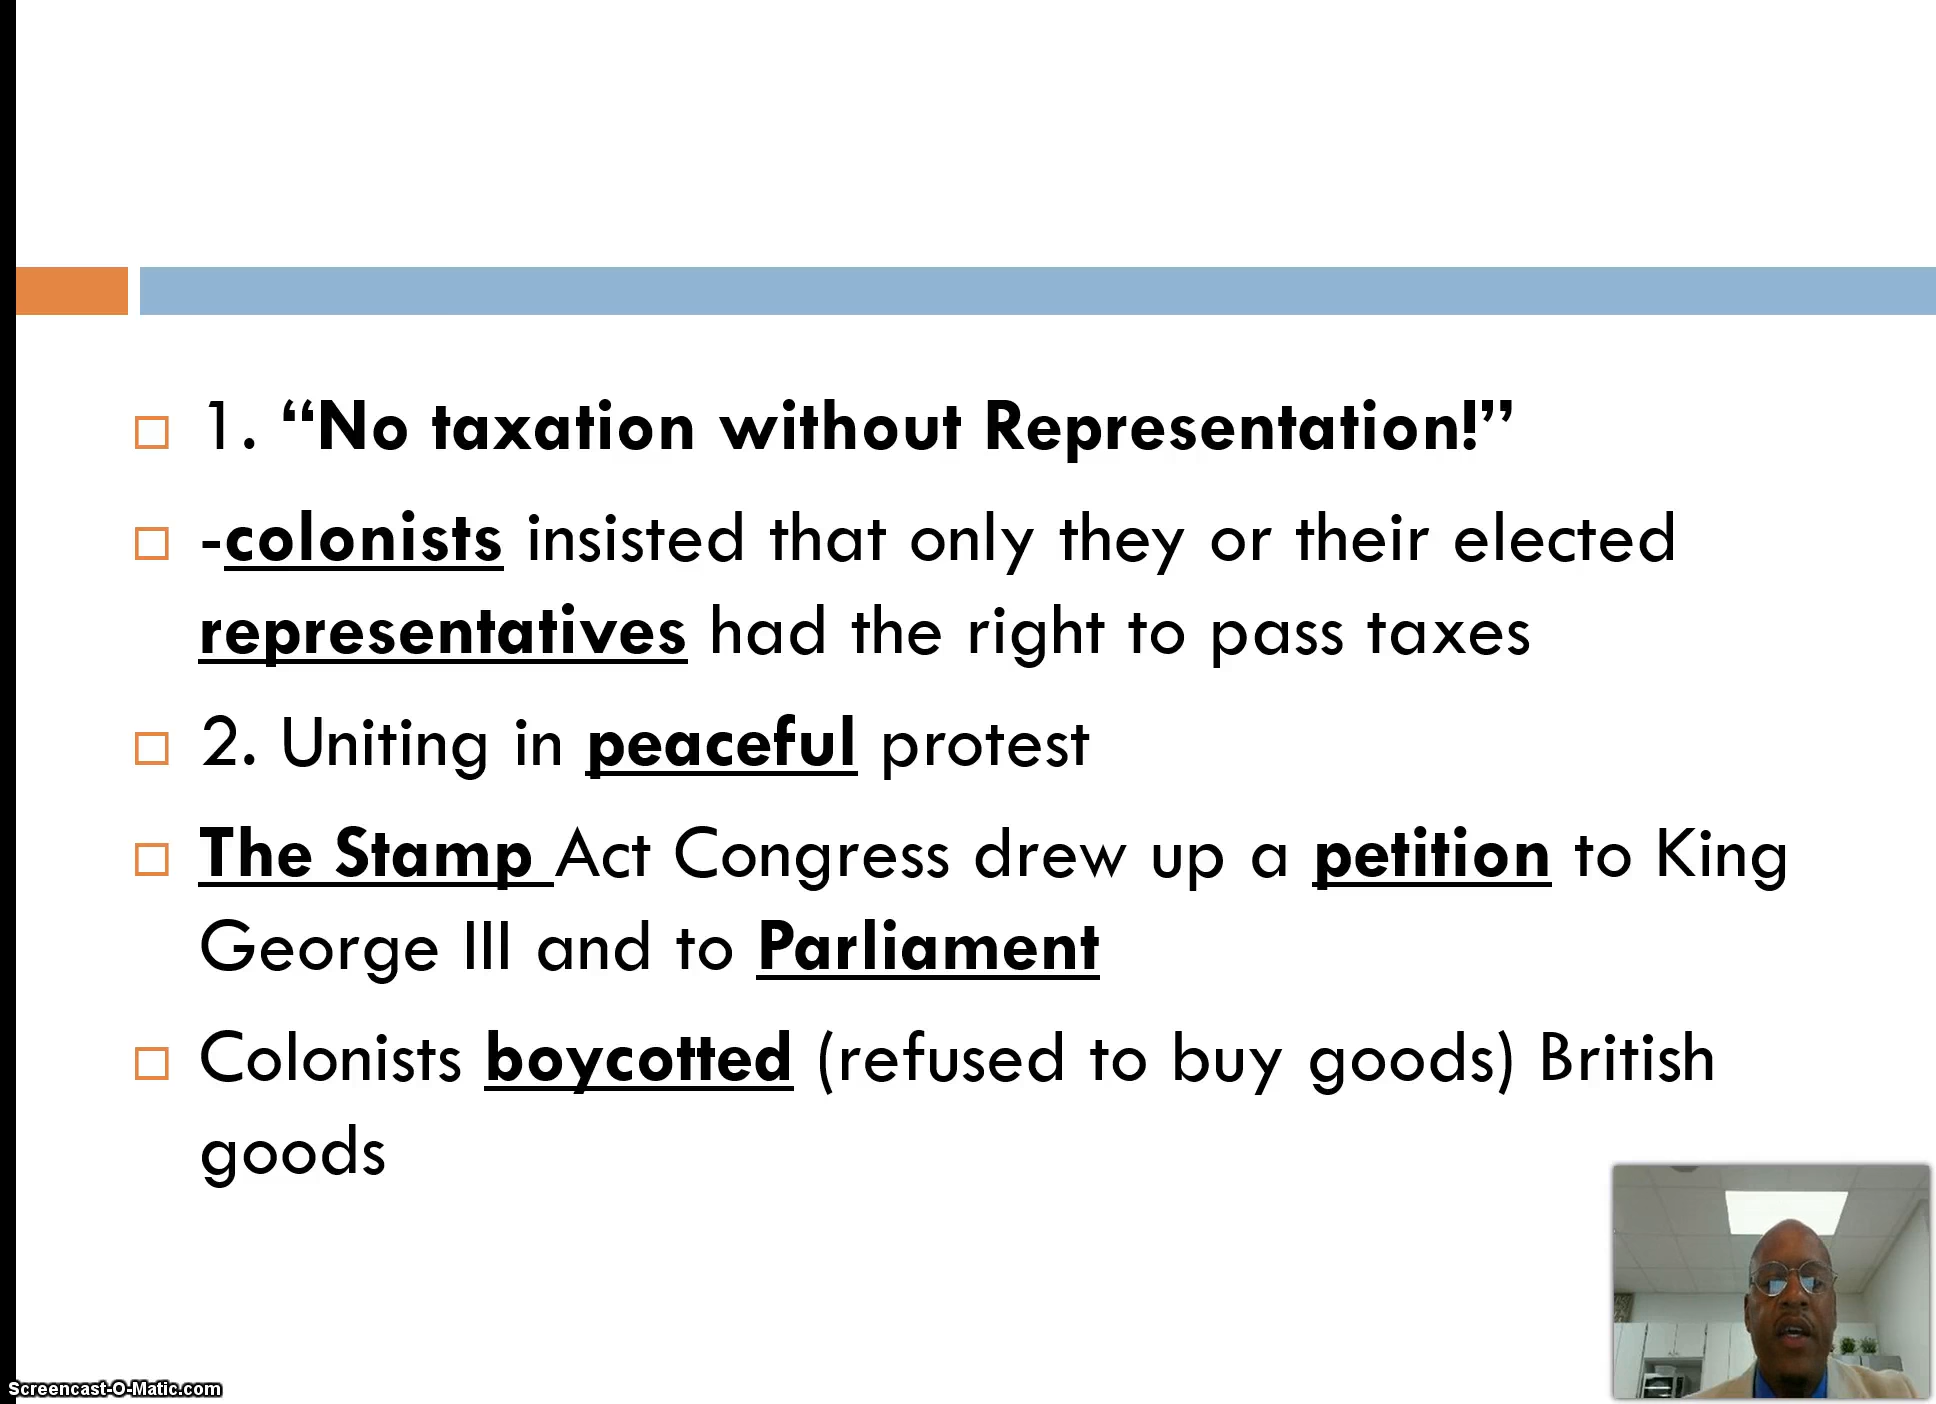 1. “No taxation without Representation!”
-colonists insisted that only they or their elected
representatives had the right to pass taxes
2. Uniting in peaceful protest
The Stamp Act Congress drew up a petition to King
George III and to Parliament
Colonists boycotted (refused to buy goods) British
goods
Screencast-O-Matic.com